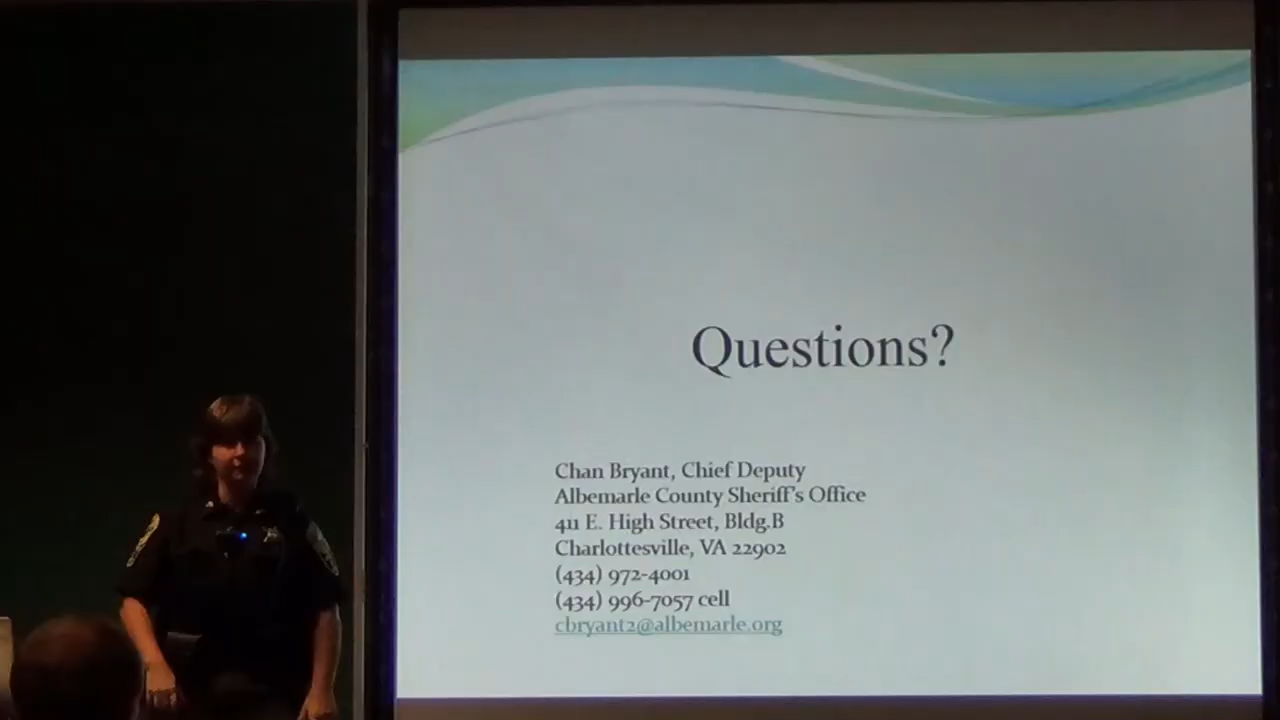 Questions?
Chan Bryant, Chief Deputy
Albemarle County Sheriff's Office
411 E. High Street, Bldg.B
Charlottesville, VA 22902
(434) 972-4001
(434) 996-7057 cell
cbryant2@albemarle.org